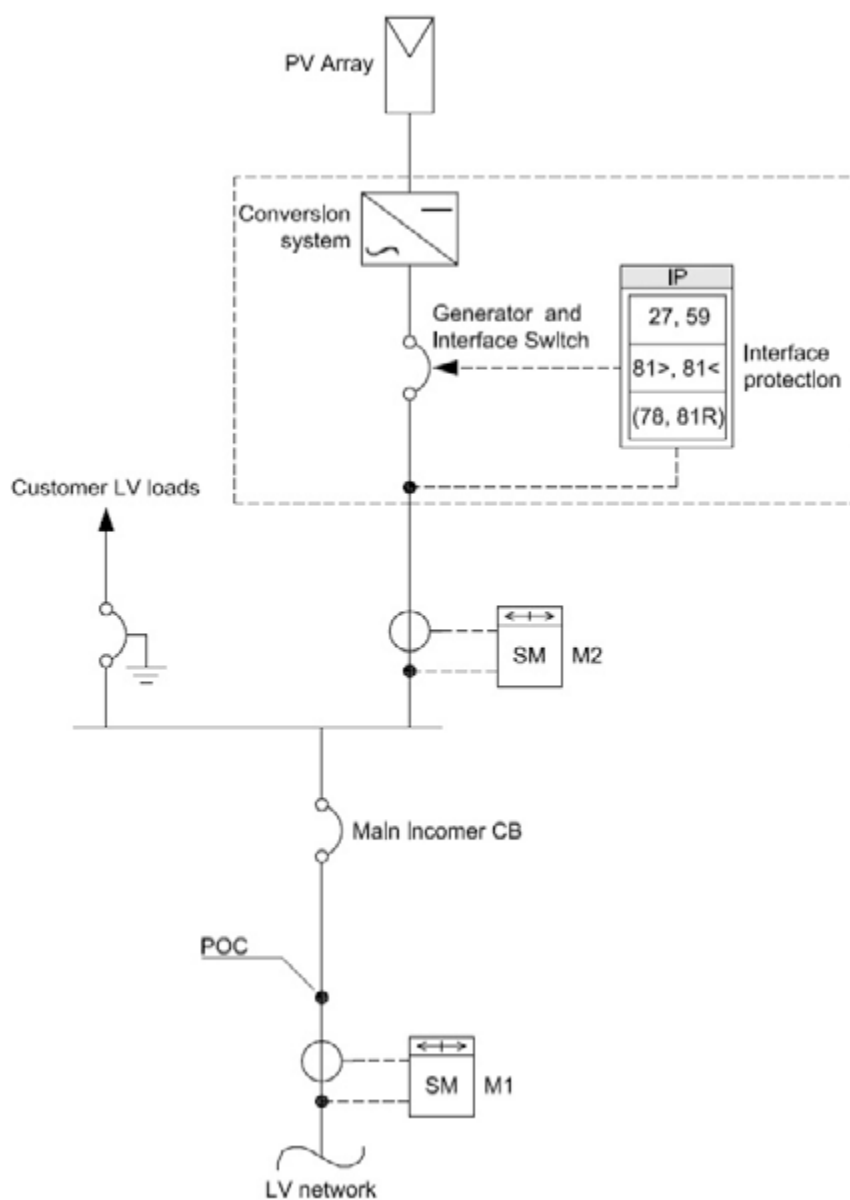 PV Array
Conversion
system
Generator and
Interface Switch
IP
27, 59
81>, 81<
(78, 81R)
Interface
protection
Customer LV loads
SM
M2
Main Incomer CB
POC
SM
M1
LV network